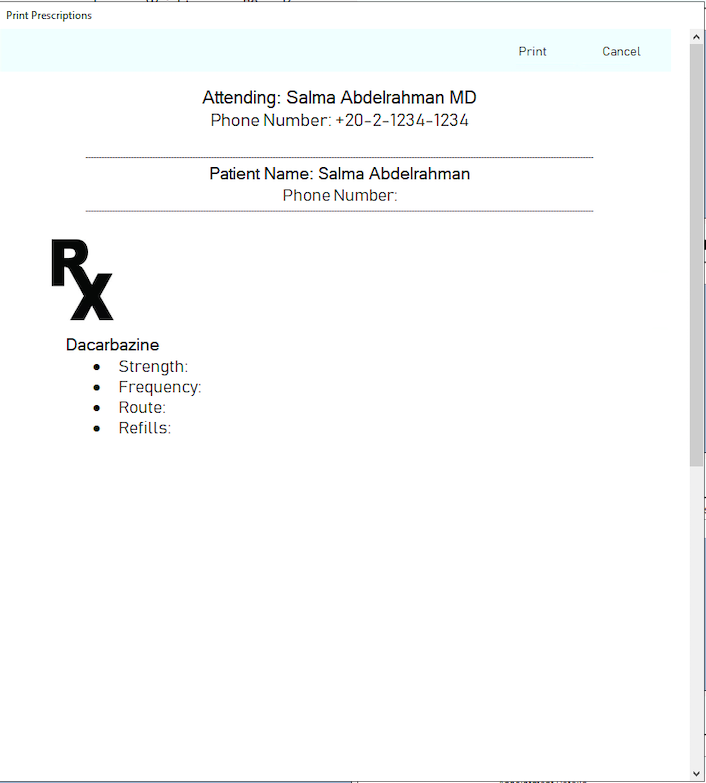 Print Prescriptions
Print Cancel
Attending: Salma Abdelrahman MD
Phone Number: +20-2-1234-1234
Patient Name: Salma Abdelrahman
Phone Number:
Rx
Dacarbazine
• Strength:
• Frequency:
• Route:
• Refills: